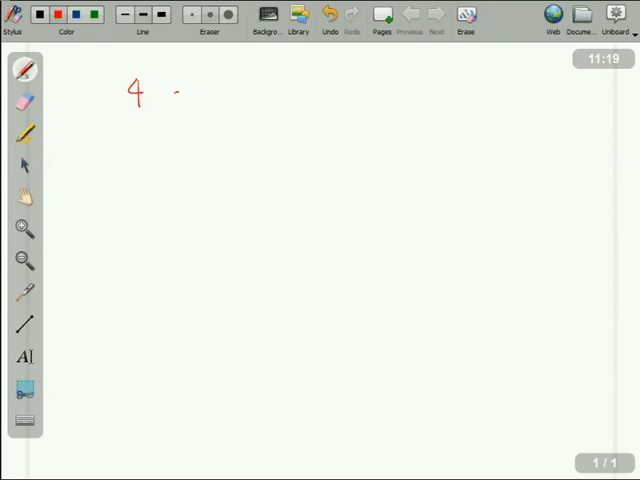 Stylus Color Line Eraser Backgro... Library Undo Redo Pages Previous Next Erase Web Docume... Uniboard
11:19
4 -
AI
1 / 1